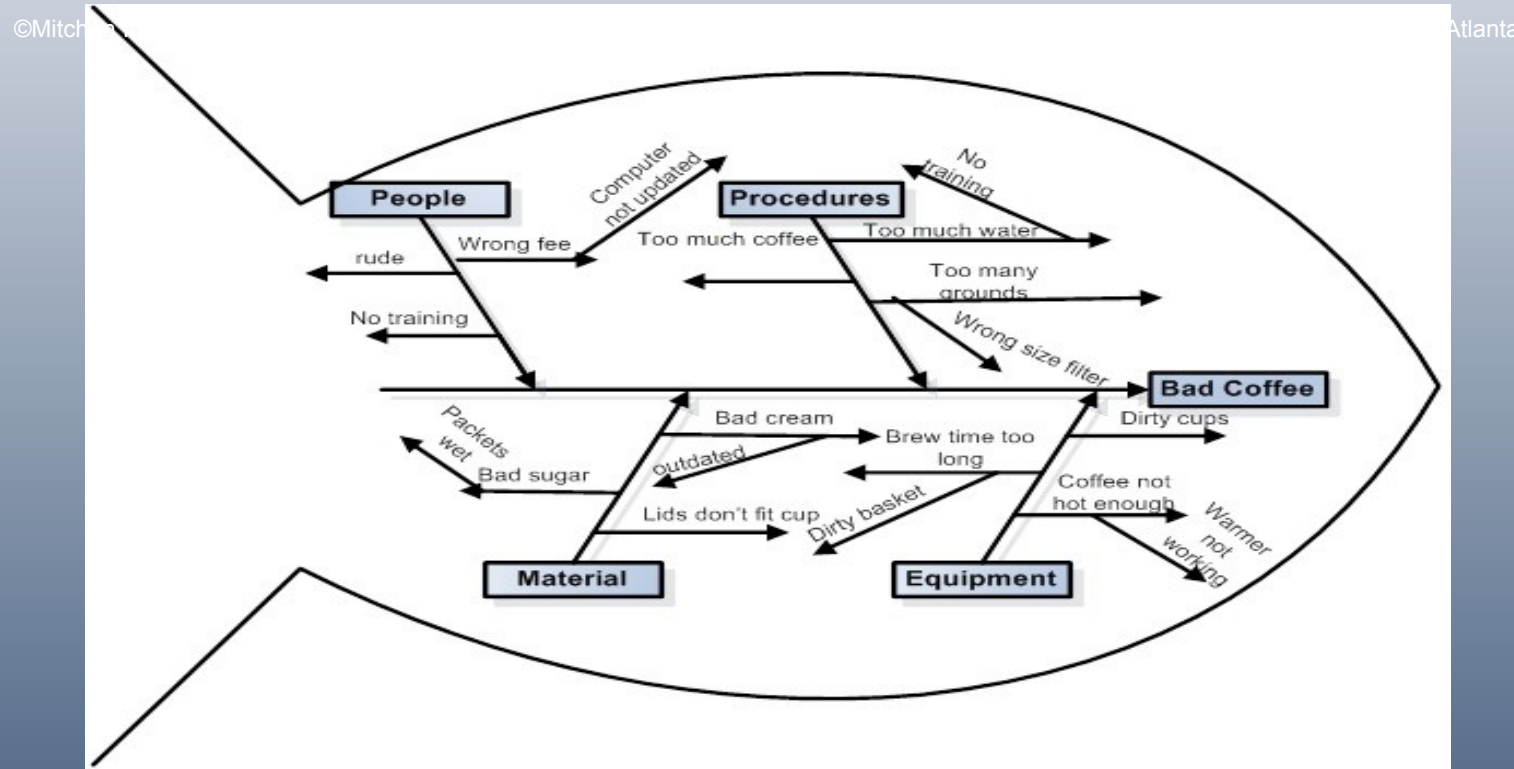 ©Mitch
Atlanta
People
Computer
not updated
Wrong fee
rude
No training
Procedures
No
training
Too much coffee
Too much water
Too many
grounds
Wrong size filter
Bad Coffee
Packets
wet
Bad sugar
Bad cream
outdated
Lids don't fit cup
Material
Brew time too
long
Dirty basket
Dirty cups
Coffee not
hot enough
Warmer
not
working
Equipment